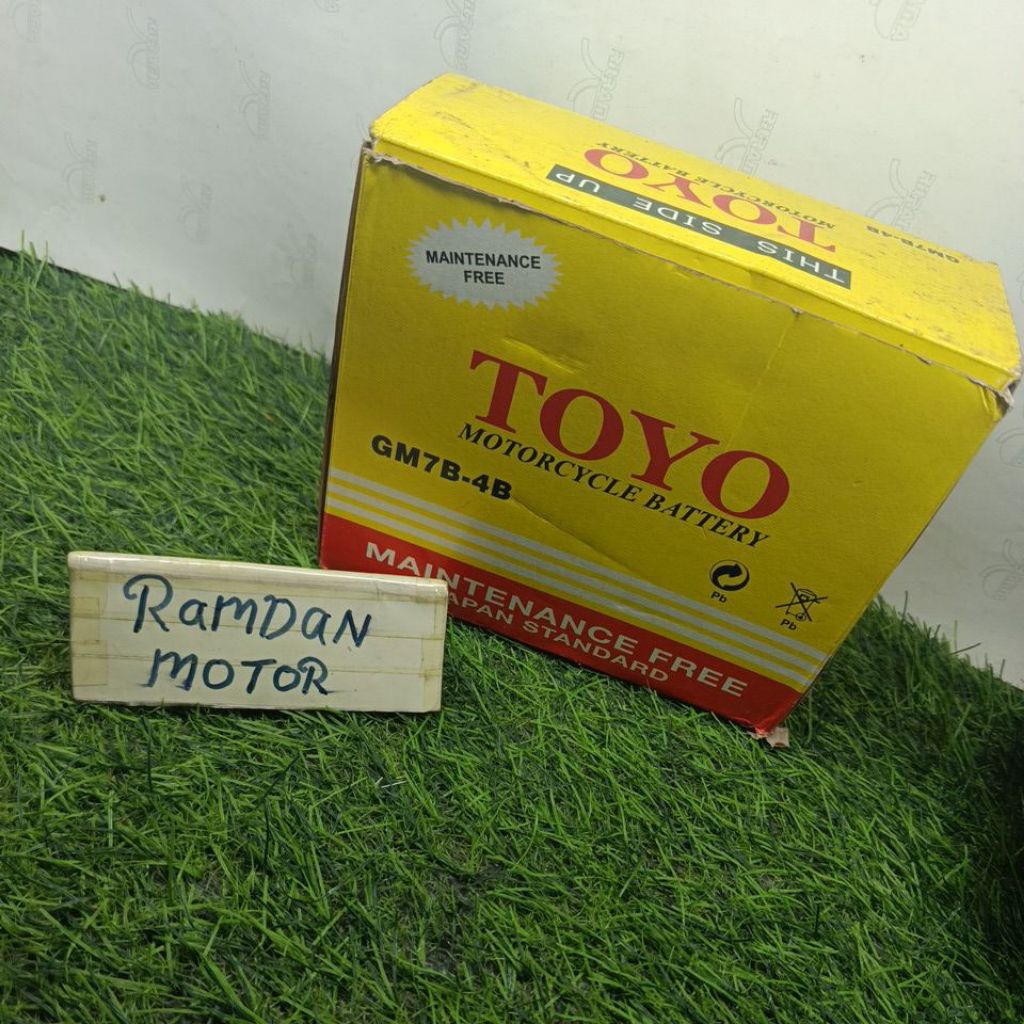 TOYO
MOTORCYCLE BATTERY
GM7B-4B
THIS SIDE UP
MAINTENANCE
FREE
TOYO
MOTORCYCLE BATTERY
GM7B-4B
Pb
Pb
MAINTENANCE FREE
JAPAN STANDARD
RamDaN
MOTOR